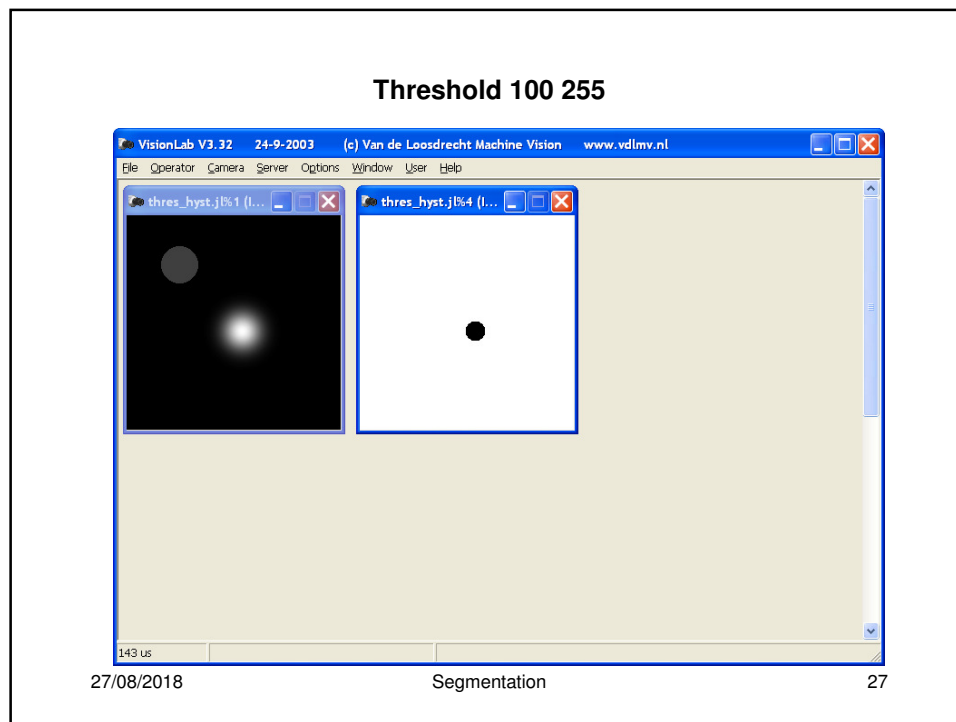 Threshold 100 255
VisionLab V3.32 24-9-2003 (c) Van de Loosdrecht Machine Vision www.vdlmv.nl
File Operator Camera Server Options Window User Help
thres_hyst.jl%1 (I... thres_hyst.jl%4 (I...
143 us
27/08/2018 Segmentation 27